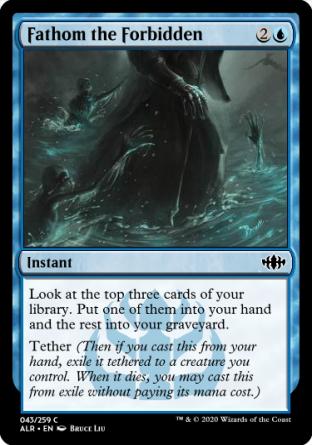 Fathom the Forbidden 2
Instant
Look at the top three cards of your
library. Put one of them into your hand
and the rest into your graveyard.
Tether (Then if you cast this from your
hand, exile it tethered to a creature you
control. When it dies, you may cast this
from exile without paying its mana cost.)
043/259 C
ALR • EN Bruce Liu
™ & © 2020 Wizards of the Coast